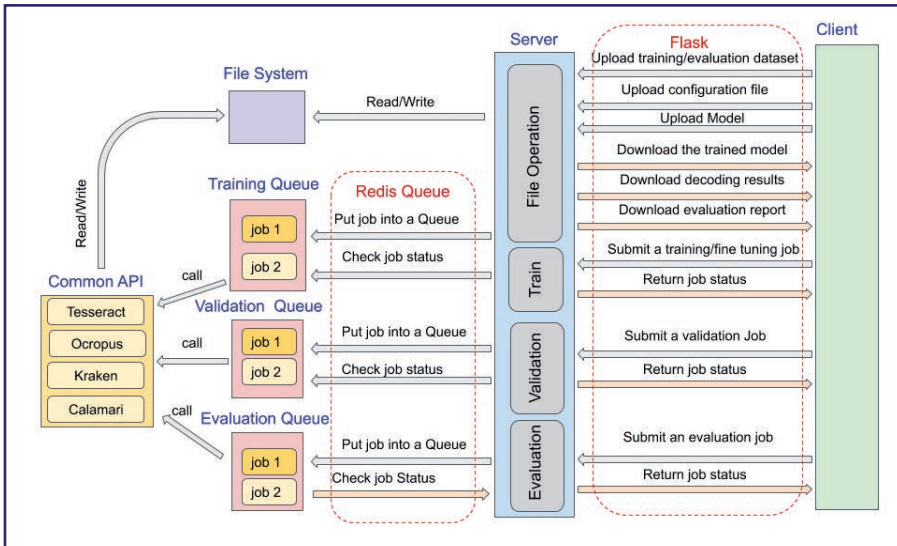 Client
Server
Flask
Upload training/evaluation dataset
File System
Upload configuration file
Read/Write
Upload Model
File Operation
Download the trained model
Download decoding results
Download evaluation report
Read/Write
Training Queue
Redis Queue
job 1
Put job into a Queue
job 2
Check job status
Train
Submit a training/fine tuning job
Return job status
call
Common API
Tesseract
Ocropus
Kraken
Calamari
Validation Queue
call
job 1
Put job into a Queue
job 2
Check job status
Validation
Submit a validation Job
Return job status
call
Evaluation Queue
job 1
Put job into a Queue
job 2
Check job Status
Evaluation
Submit an evaluation job
Return job status